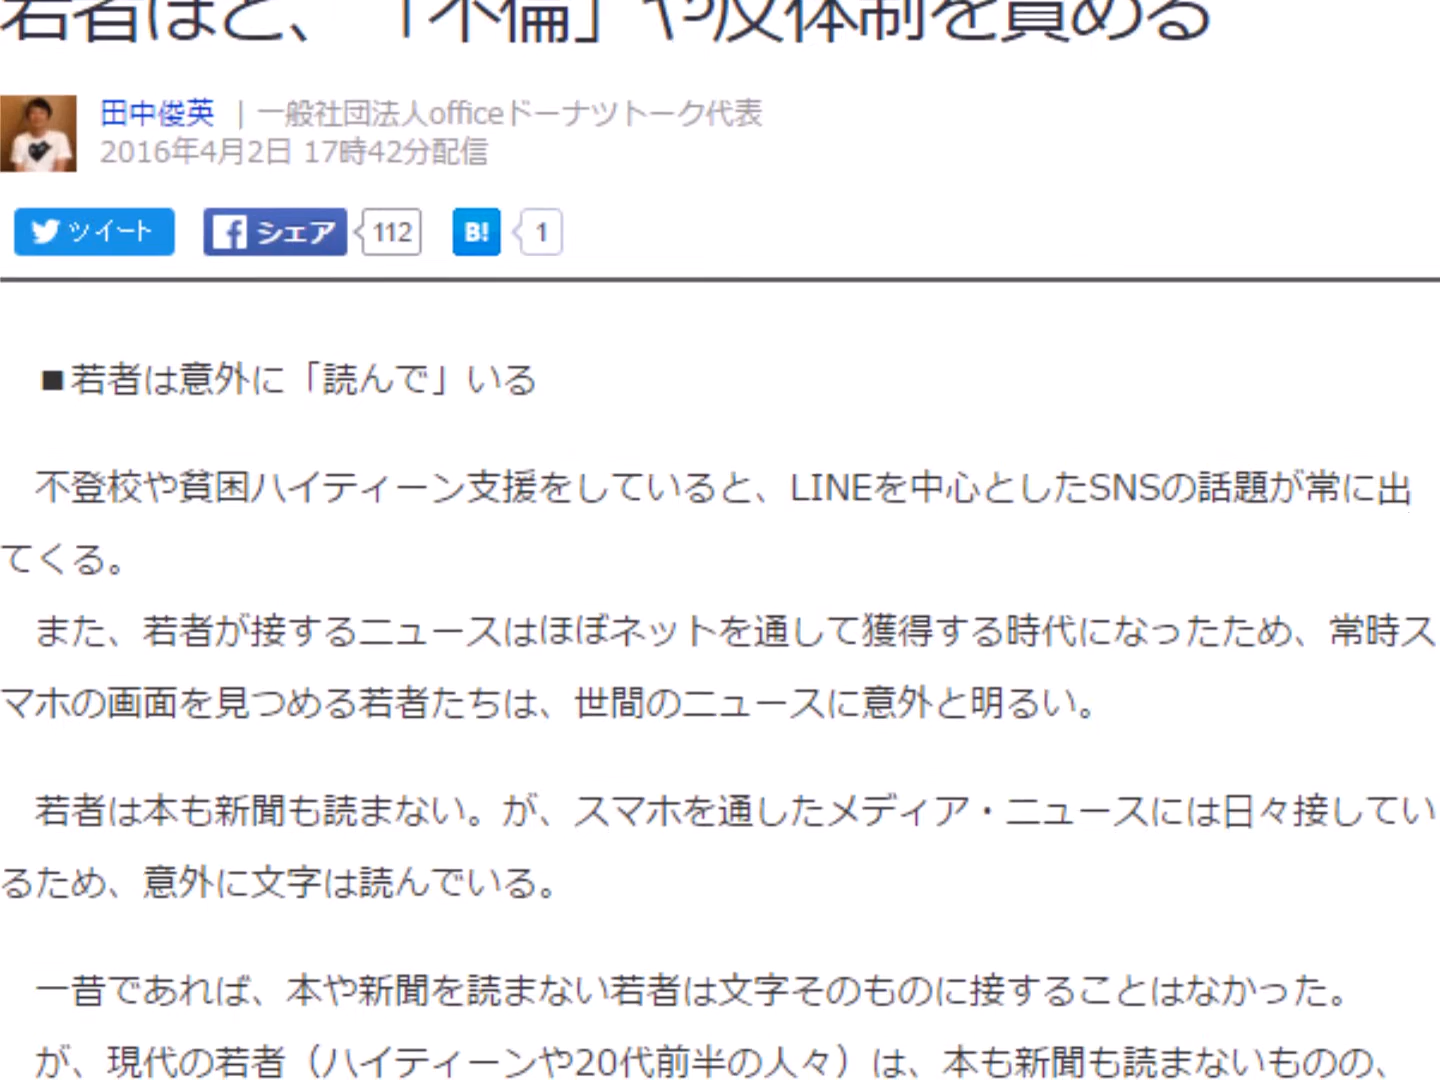 若者ほど、「不倫」や反体制を責める
田中俊英 | 一般社団法人officeドーナツトーク代表
2016年4月2日 17時42分配信
ツイート シェア 112 B! 1
■若者は意外に「読んで」いる
不登校や貧困ハイティーン支援をしていると、LINEを中心としたSNSの話題が常に出
てくる。
また、若者が接するニュースはほぼネットを通して獲得する時代になったため、常時ス
マホの画面を見つめる若者たちは、世間のニュースに意外と明るい。
若者は本も新聞も読まない。が、スマホを通したメディア・ニュースには日々接してい
るため、意外に文字は読んでいる。
一昔であれば、本や新聞を読まない若者は文字そのものに接することはなかった。
が、現代の若者（ハイティーンや20代前半の人々）は、本も新聞も読まないものの、